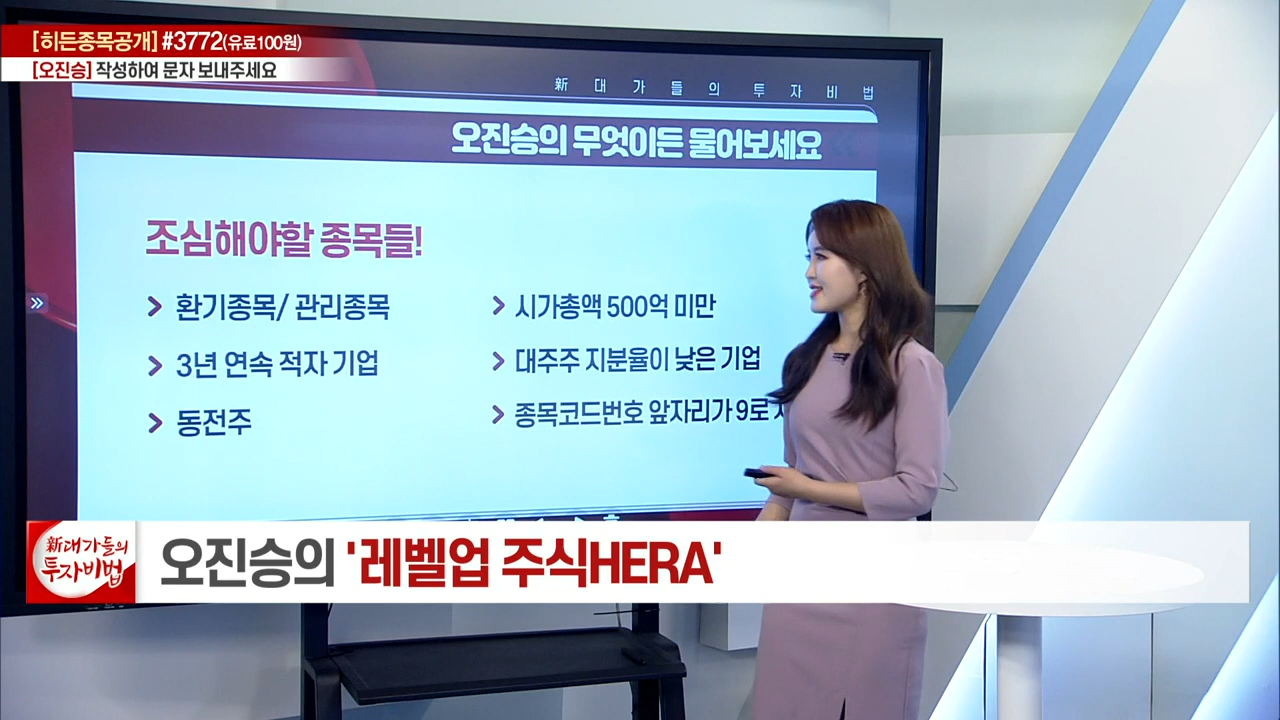 [히든종목공개] #3772(유료100원)
[오진승] 작성하여 문자 보내주세요
新 대가들의 투자비법
오진승의 무엇이든 물어보세요
조심해야할 종목들!
환기종목/ 관리종목
3년 연속 적자 기업
동전주
시가총액 500억 미만
대주주 지분율이 낮은 기업
종목코드번호 앞자리가 9로
新대가들의
투자비법
오진승의 '레벨업 주식HERA'